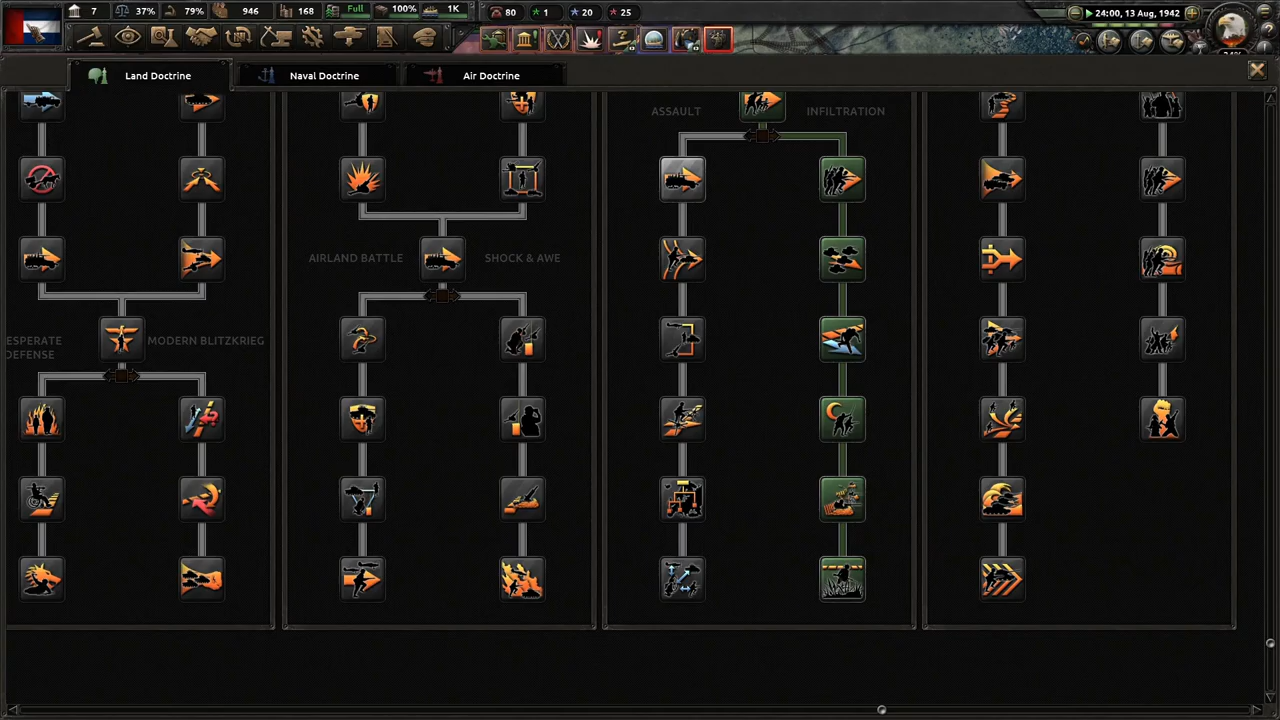 7 37% 79% 946 168 Full 100% 1K 80 1 20 25 24:00, 13 Aug, 1942
Land Doctrine Naval Doctrine Air Doctrine
ASSAULT INFILTRATION
AIRLAND BATTLE SHOCK & AWE
ESPERATE
DEFENSE
MODERN BLITZKRIEG